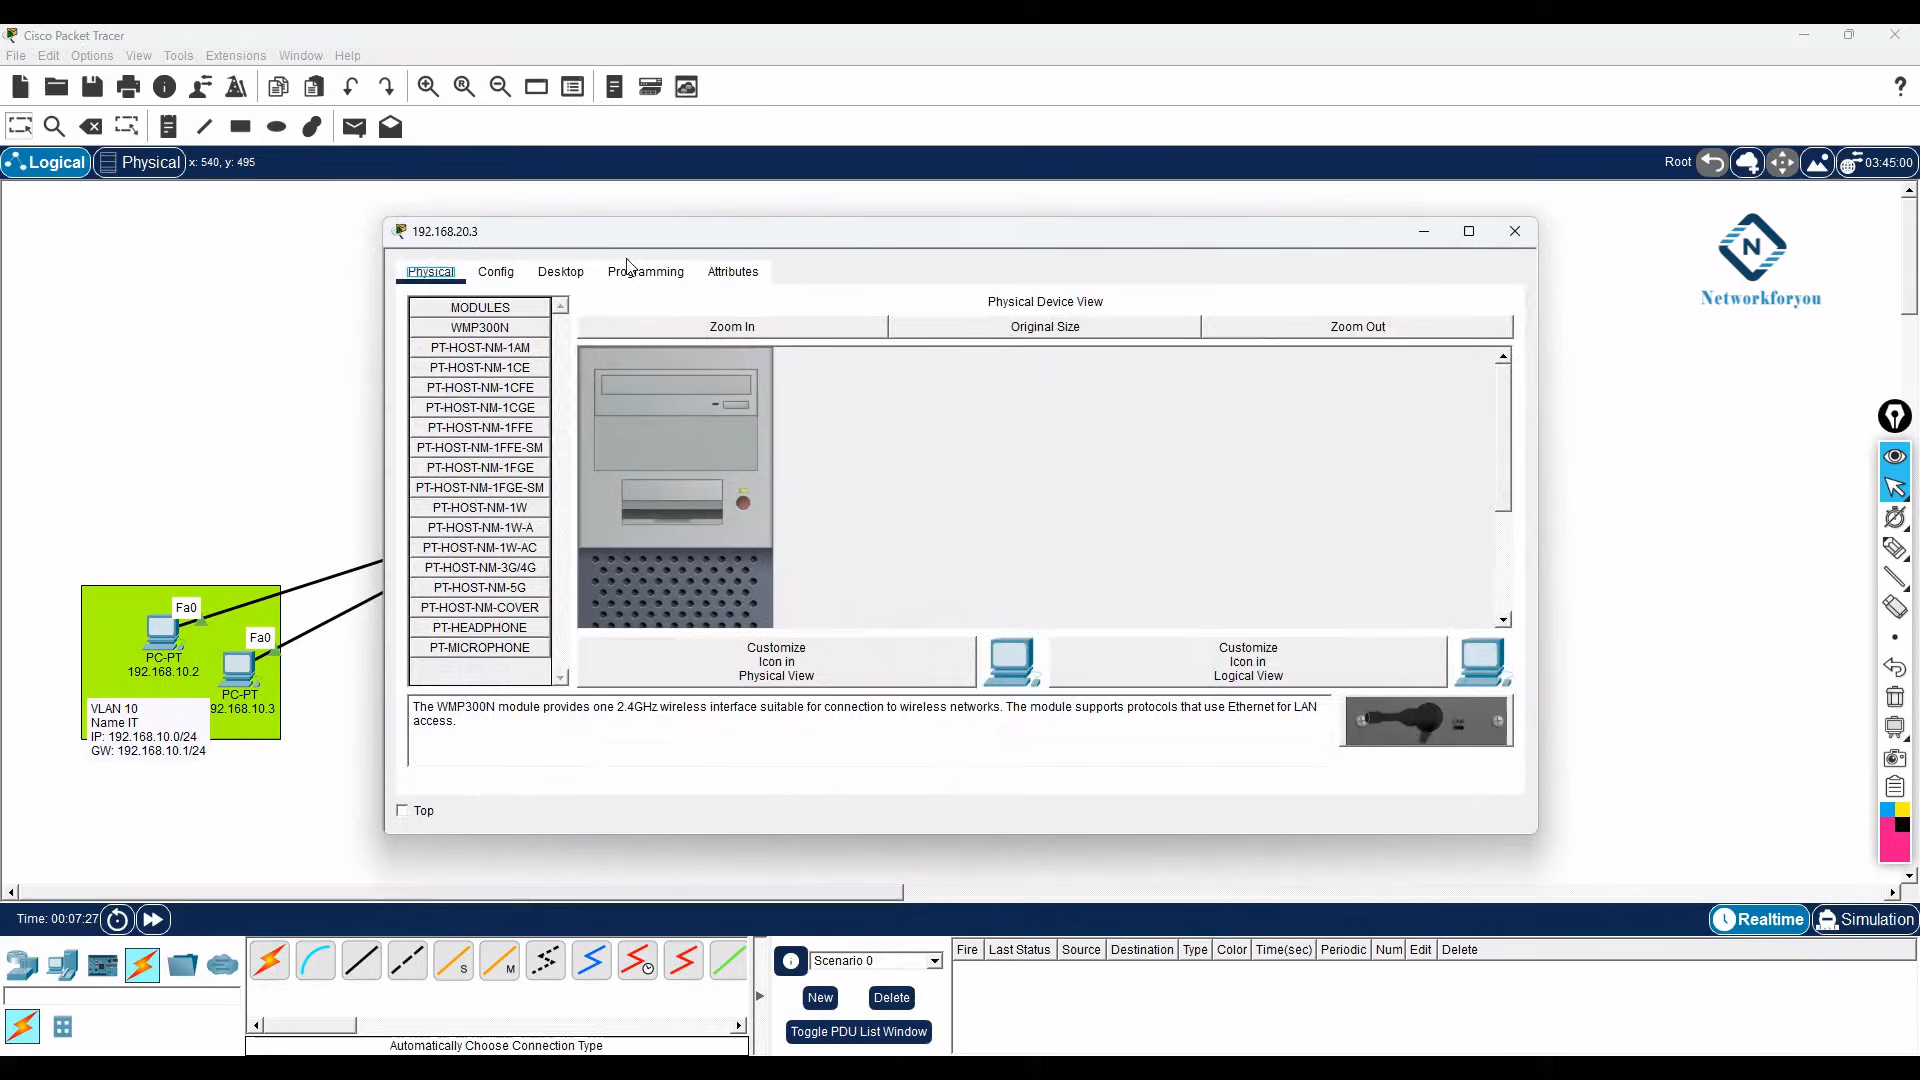 Cisco Packet Tracer
File Edit Options View Tools Extensions Window Help
Logical Physical x: 540, y: 495 Root 03:45:00
N
Networkforyou
192.168.20.3
Physical Config Desktop Programming Attributes
MODULES
WMP300N
PT-HOST-NM-1AM
PT-HOST-NM-1CE
PT-HOST-NM-1CFE
PT-HOST-NM-1CGE
PT-HOST-NM-1FFE
PT-HOST-NM-1FFE-SM
PT-HOST-NM-1FGE
PT-HOST-NM-1FGE-SM
PT-HOST-NM-1W
PT-HOST-NM-1W-A
PT-HOST-NM-1W-AC
PT-HOST-NM-3G/4G
PT-HOST-NM-5G
PT-HOST-NM-COVER
PT-HEADPHONE
PT-MICROPHONE
Physical Device View
Zoom In Original Size Zoom Out
Customize
Icon in
Physical View
Customize
Icon in
Logical View
The WMP300N module provides one 2.4GHz wireless interface suitable for connection to wireless networks. The module supports protocols that use Ethernet for LAN
access.
Top
Fa0
PC-PT
192.168.10.2
Fa0
PC-PT
92.168.10.3
VLAN 10
Name IT
IP: 192.168.10.0/24
GW: 192.168.10.1/24
Time: 00:07:27 Realtime Simulation
S M
Automatically Choose Connection Type
Scenario 0
New Delete
Toggle PDU List Window
Fire Last Status Source Destination Type Color Time(sec) Periodic Num Edit Delete